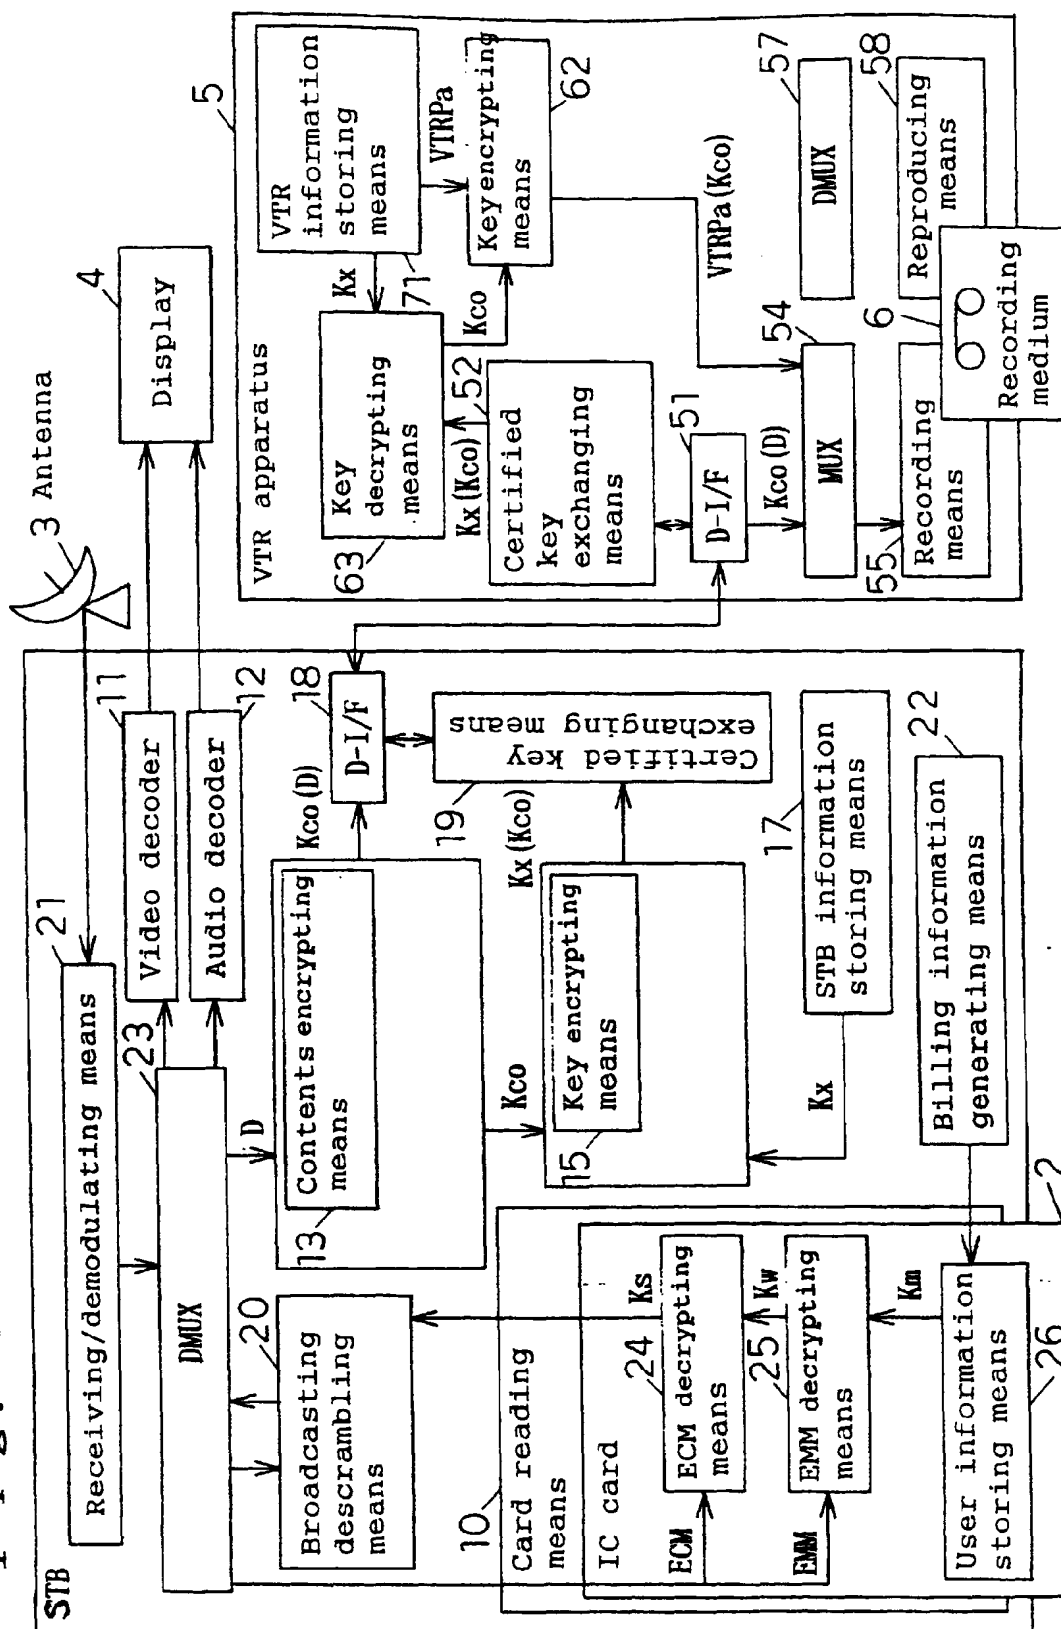 STB
Receiving/demodulating means
21
DMUX
23
Video decoder
11
Audio decoder
12
3 Antenna
Display
4
Broadcasting
descrambling
means
20
D
Contents encrypting
means
13
Kco(D)
D-I/F
18
Kco
Key encrypting
means
15
Kx(Kco)
Certified key
exchanging means
19
STB information
storing means
17
Kx
Billing information
generating means
22
10
Card reading
means
IC card
2
ECM
ECM decrypting
means
24
Ks
Kw
EMM
EMM decrypting
means
25
Km
User information
storing means
26
5
VTR apparatus
VTR
information
storing
means
71
Kx
VTRPa
Key
decrypting
means
63
Kco
Key encrypting
means
62
Kx(Kco)
52
Certified
key
exchanging
means
VTRPa(Kco)
D-I/F
51
Kco(D)
MUX
54
DMUX
57
Recording
means
55
Reproducing
means
58
6
Recording
medium